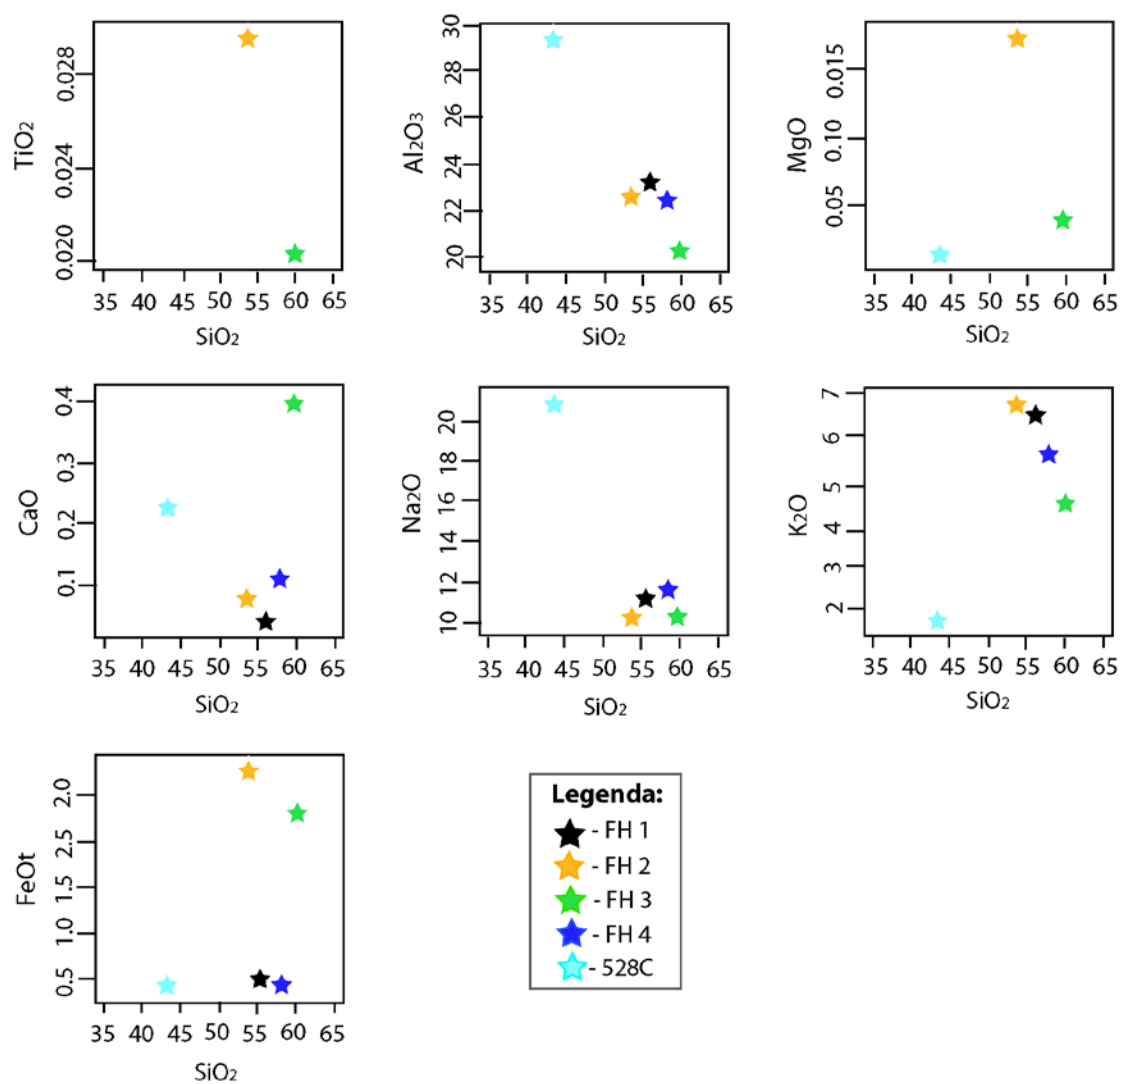 TiO2
0.028
0.024
0.020
35 40 45 50 55 60 65
SiO2
Al2O3
30
28
26
24
22
20
35 40 45 50 55 60 65
SiO2
MgO
0.015
0.10
0.05
35 40 45 50 55 60 65
SiO2
CaO
0.4
0.3
0.2
0.1
35 40 45 50 55 60 65
SiO2
Na2O
20
18
16
14
12
10
35 40 45 50 55 60 65
SiO2
K2O
7
6
5
4
3
2
35 40 45 50 55 60 65
SiO2
FeOt
2.0
2.5
1.5
1.0
0.5
35 40 45 50 55 60 65
SiO2
Legenda:
- FH 1
- FH 2
- FH 3
- FH 4
- 528C